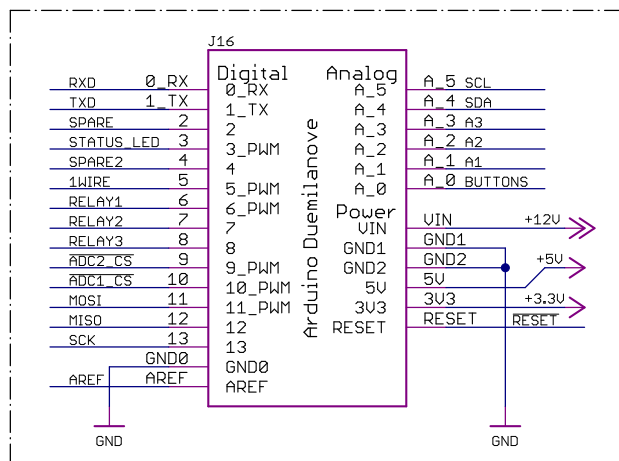 J16
Digital Analog
RXD 0_RX 0_RX A_5 A_5 SCL
TXD 1_TX 1_TX A_4 A_4 SDA
SPARE 2 2 A_3 A_3 A3
STATUS_LED 3 3_PWM A_2 A_2 A2
SPARE2 4 4 A_1 A_1 A1
1WIRE 5 5_PWM A_0 A_0 BUTTONS
RELAY1 6 6_PWM Power
RELAY2 7 7 VIN VIN +12V
RELAY3 8 8 GND1 GND1
ADC2_CS 9 9_PWM GND2 GND2 +5V
ADC1_CS 10 10_PWM 5V 5V
MOSI 11 11_PWM 3V3 3V3 +3.3V
MISO 12 12 RESET RESET RESET
SCK 13 13
GND0 GND0
AREF AREF AREF
Arduino Duemilanove
GND GND